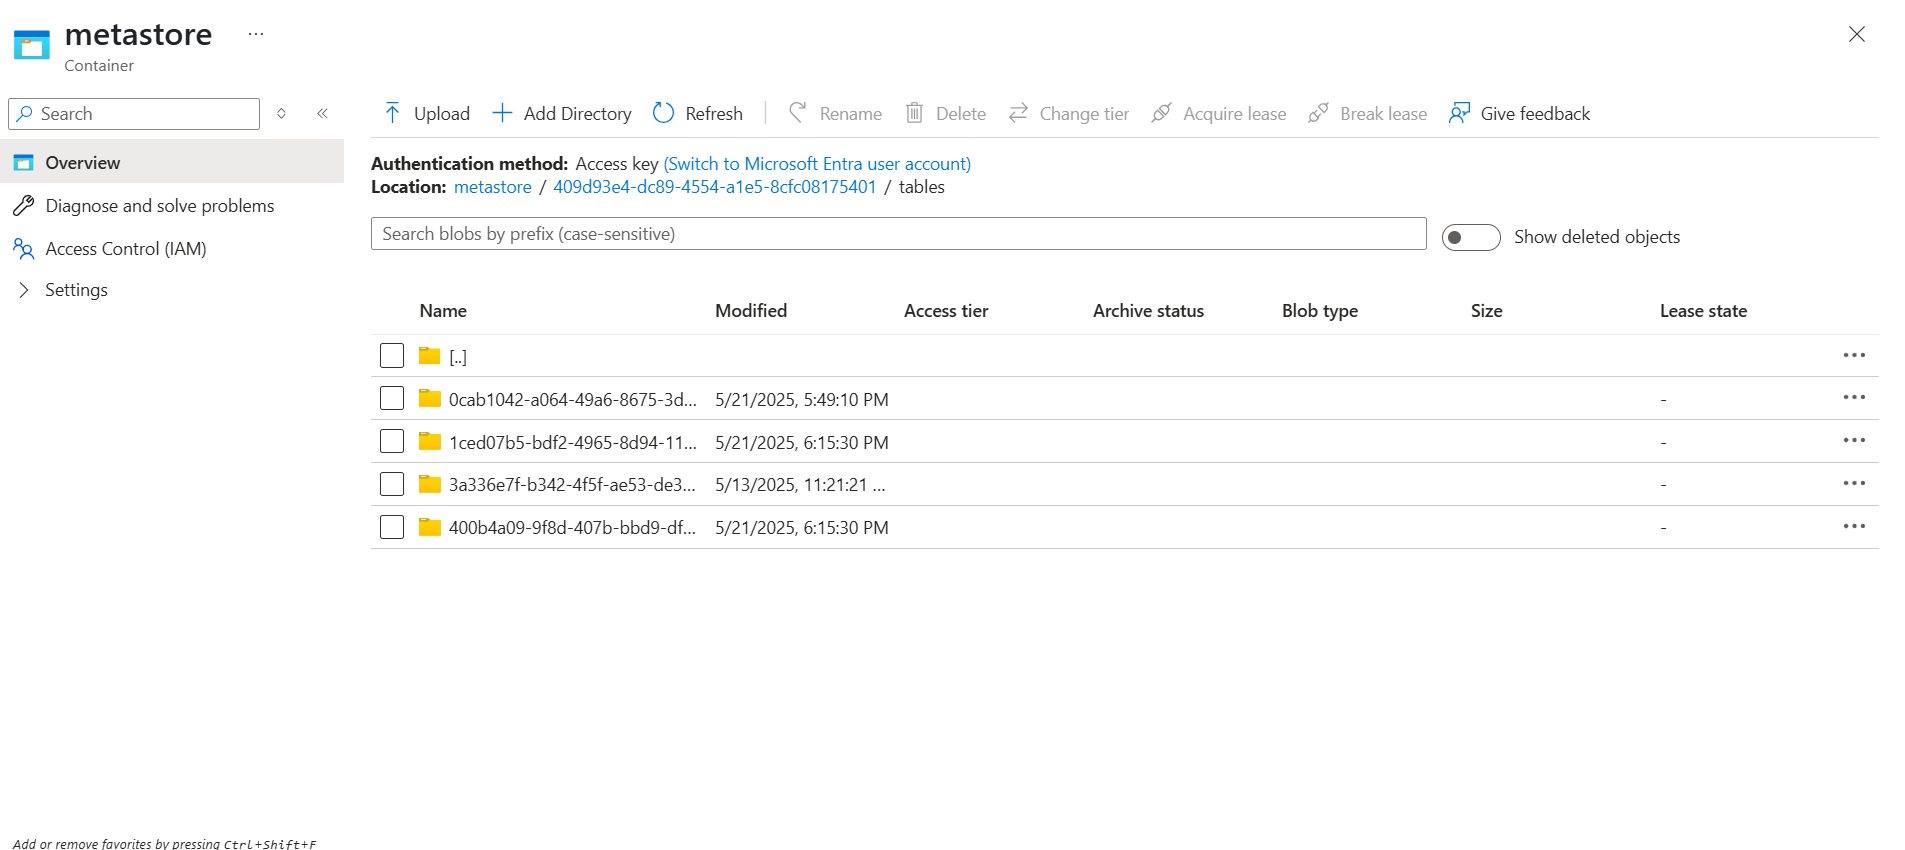 metastore ...
Container
Search
Overview
Diagnose and solve problems
Access Control (IAM)
Settings
Upload Add Directory Refresh Rename Delete Change tier Acquire lease Break lease Give feedback
Authentication method: Access key (Switch to Microsoft Entra user account)
Location: metastore / 409d93e4-dc89-4554-a1e5-8cfc08175401 / tables
Search blobs by prefix (case-sensitive)
Show deleted objects
Name Modified Access tier Archive status Blob type Size Lease state
[..]
0cab1042-a064-49a6-8675-3d... 5/21/2025, 5:49:10 PM -
1ced07b5-bdf2-4965-8d94-11... 5/21/2025, 6:15:30 PM -
3a336e7f-b342-4f5f-ae53-de3... 5/13/2025, 11:21:21 ... -
400b4a09-9f8d-407b-bbd9-df... 5/21/2025, 6:15:30 PM -
Add or remove favorites by pressing Ctrl+Shift+F